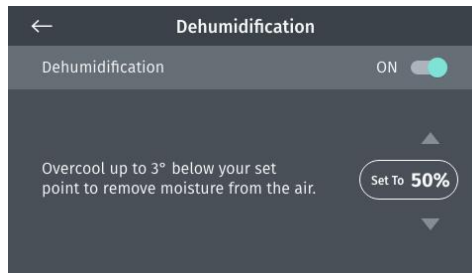 Dehumidification
Dehumidification ON
Overcool up to 3° below your set
point to remove moisture from the air.
Set To 50%